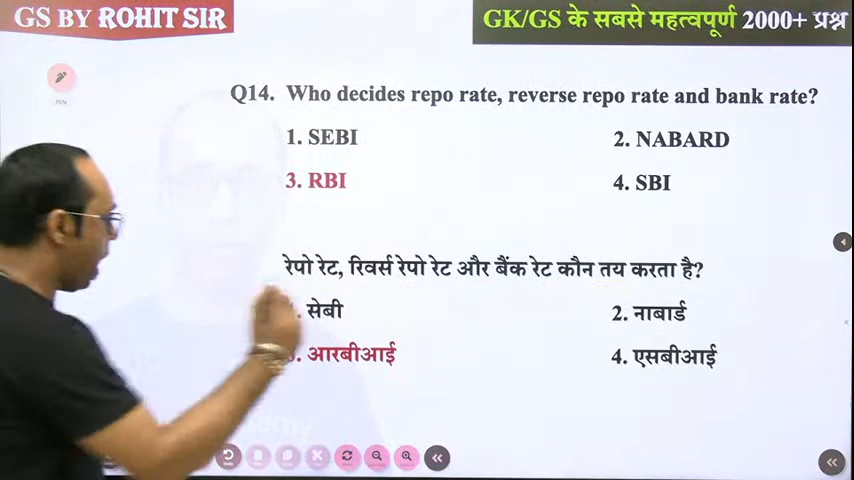 GS BY ROHIT SIR
GK/GS के सबसे महत्वपूर्ण 2000+ प्रश्न
PEN
Q14. Who decides repo rate, reverse repo rate and bank rate?
1. SEBI
2. NABARD
3. RBI
4. SBI
रेपो रेट, रिवर्स रेपो रेट और बैंक रेट कौन तय करता है?
सेबी
2. नाबार्ड
आरबीआई
4. एसबीआई